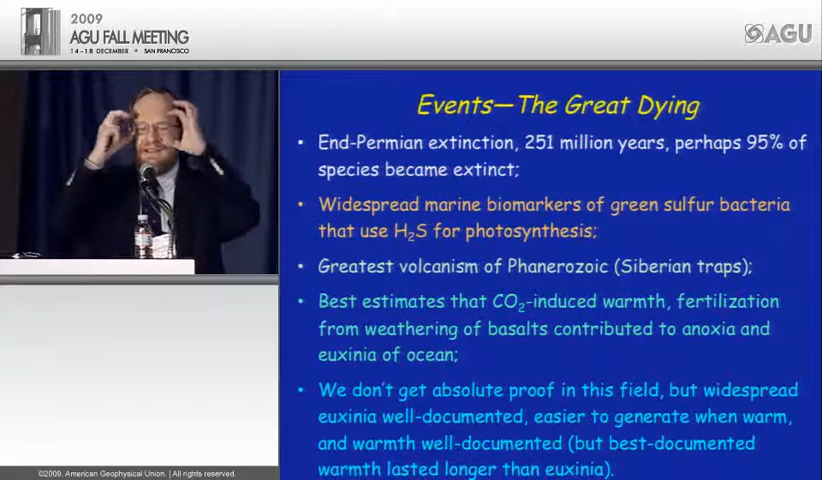 2009
AGU FALL MEETING
14 - 18 DECEMBER • SAN FRANCISCO
AGU
Events—The Great Dying
• End-Permian extinction, 251 million years, perhaps 95% of
species became extinct;
• Widespread marine biomarkers of green sulfur bacteria
that use H₂S for photosynthesis;
• Greatest volcanism of Phanerozoic (Siberian traps);
• Best estimates that CO₂-induced warmth, fertilization
from weathering of basalts contributed to anoxia and
euxinia of ocean;
• We don't get absolute proof in this field, but widespread
euxinia well-documented, easier to generate when warm,
and warmth well-documented (but best-documented
warmth lasted longer than euxinia).
©2009. American Geophysical Union. | All rights reserved.